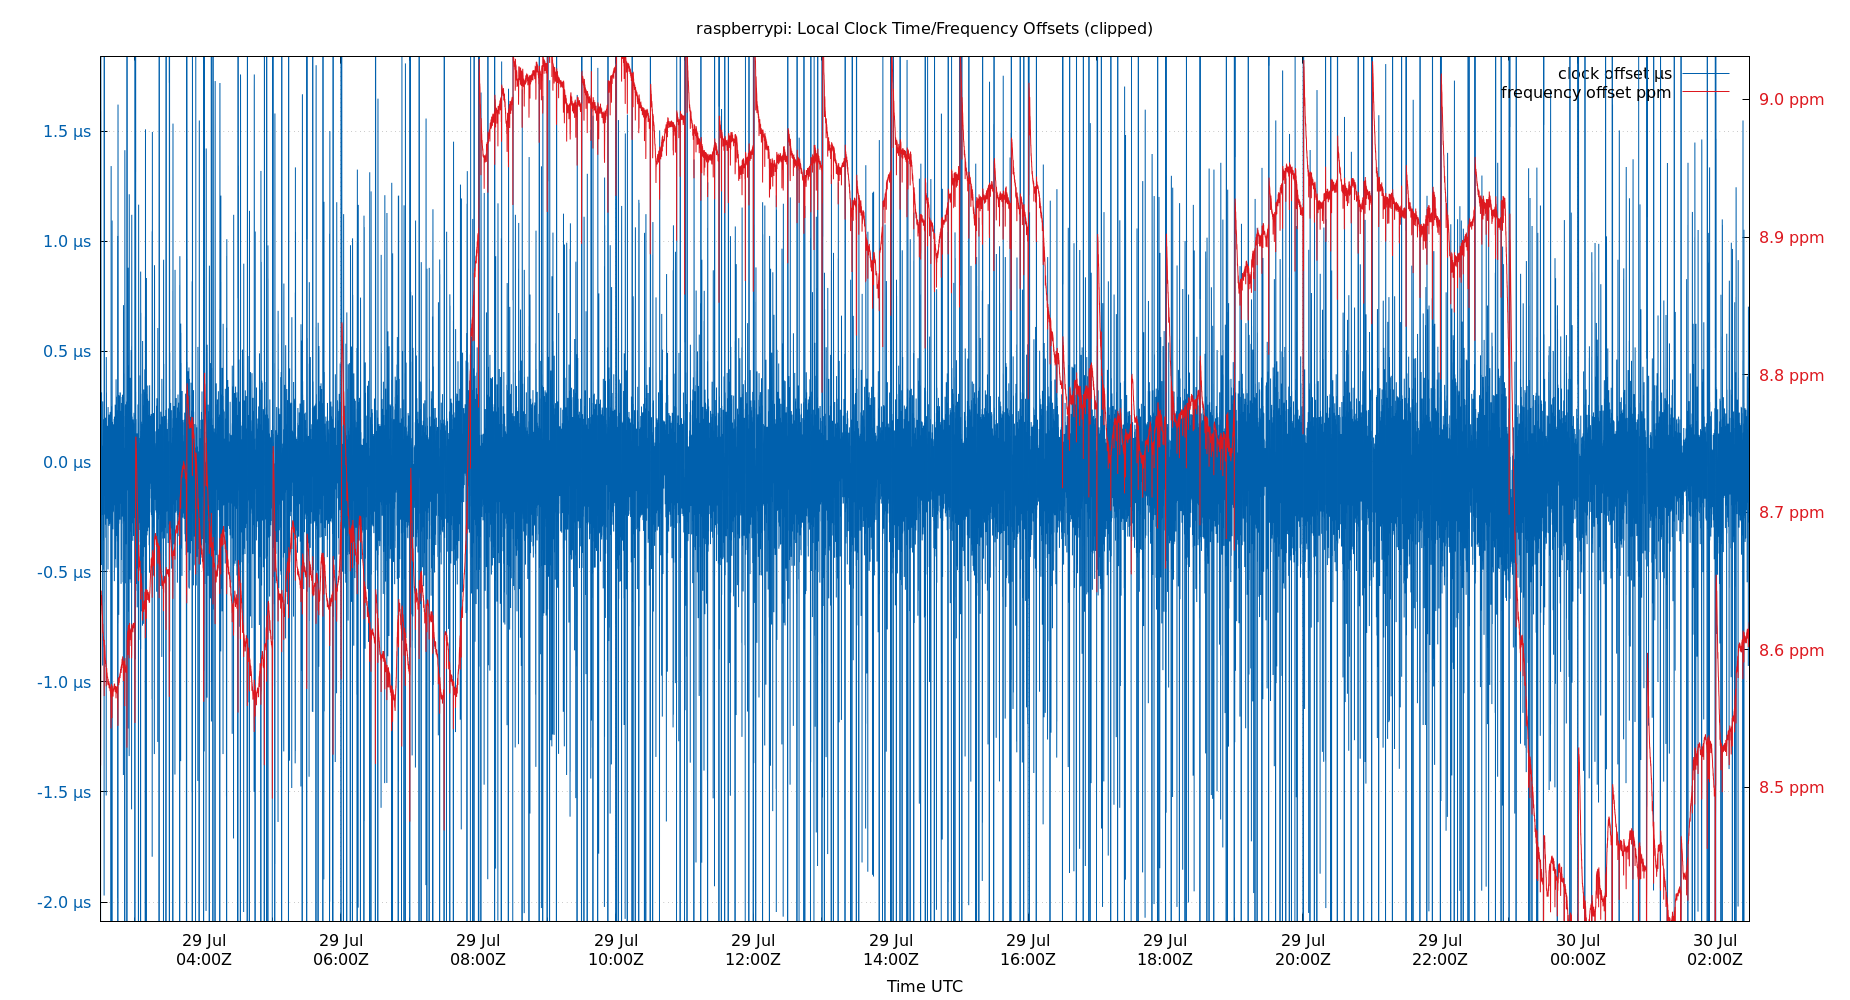 raspberrypi: Local Clock Time/Frequency Offsets (clipped)
clock offset µs
frequency offset ppm
1.5 µs
1.0 µs
0.5 µs
0.0 µs
-0.5 µs
-1.0 µs
-1.5 µs
-2.0 µs
9.0 ppm
8.9 ppm
8.8 ppm
8.7 ppm
8.6 ppm
8.5 ppm
29 Jul 29 Jul 29 Jul 29 Jul 29 Jul 29 Jul 29 Jul 29 Jul 29 Jul 29 Jul 30 Jul 30 Jul
04:00Z 06:00Z 08:00Z 10:00Z 12:00Z 14:00Z 16:00Z 18:00Z 20:00Z 22:00Z 00:00Z 02:00Z
Time UTC